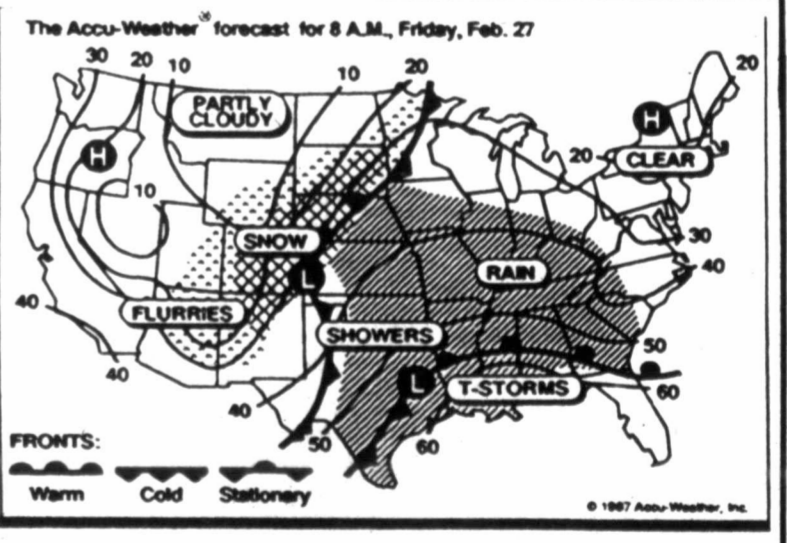 The Accu-Weather® forecast for 8 A.M., Friday, Feb. 27
30 20 10
10 20
20
PARTLY
CLOUDY
H
H
CLEAR
20
10
SNOW
RAIN
30
40
L
FLURRIES
SHOWERS
40
40
50
L
T-STORMS
60
40
50
60
FRONTS:
Warm Cold Stationary
© 1987 Accu-Weather, Inc.